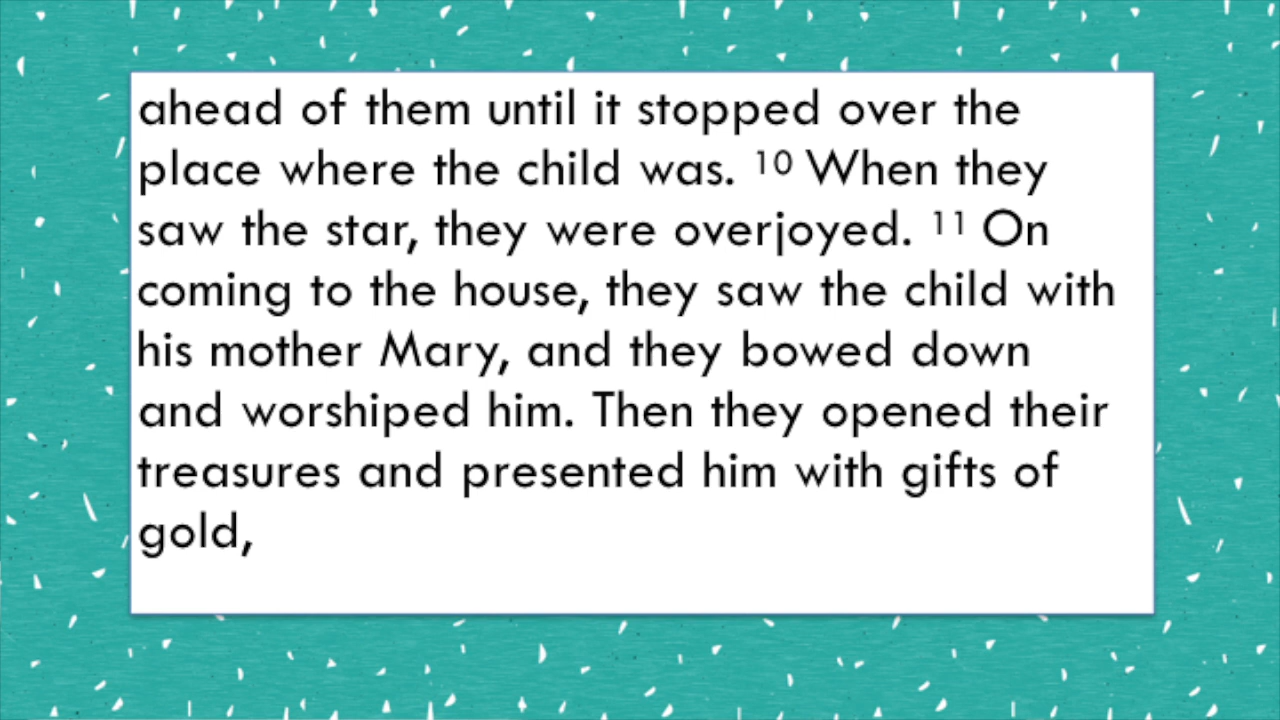 ahead of them until it stopped over the
place where the child was. ¹⁰ When they
saw the star, they were overjoyed. ¹¹ On
coming to the house, they saw the child with
his mother Mary, and they bowed down
and worshiped him. Then they opened their
treasures and presented him with gifts of
gold,